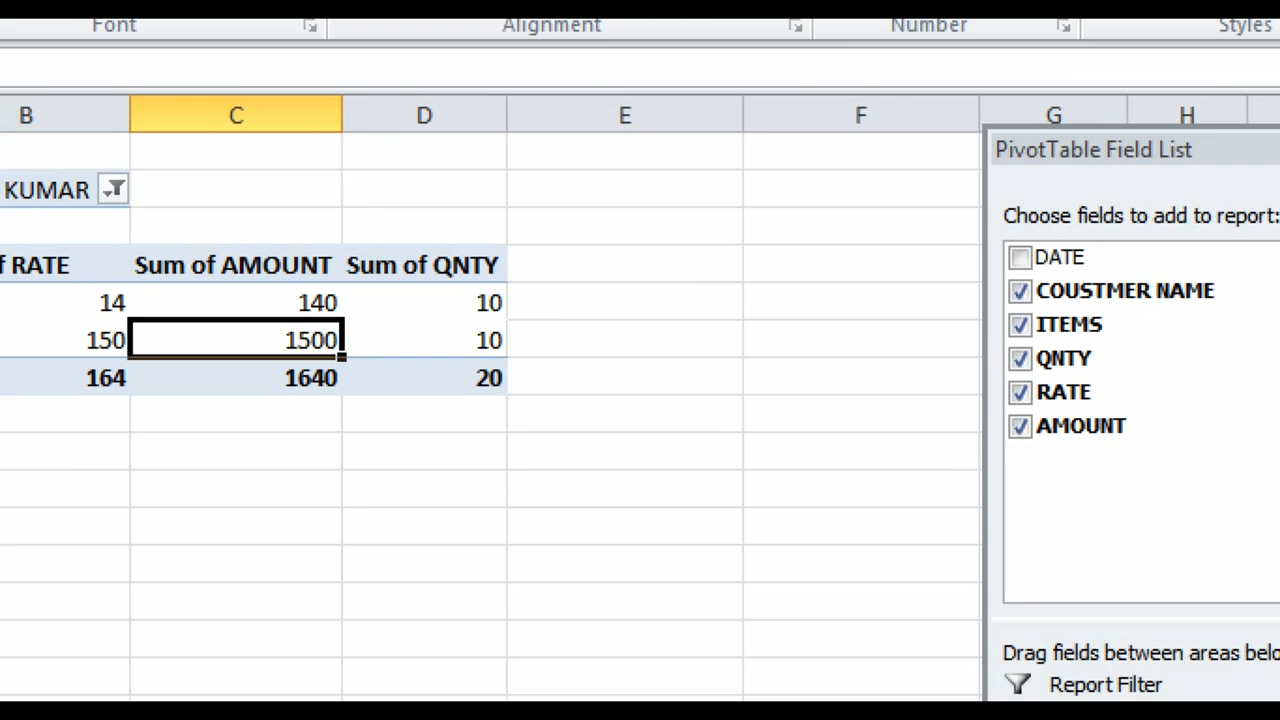 Font Alignment Number Styles
B C D E F G H
PivotTable Field List
KUMAR
Choose fields to add to report:
DATE
f RATE Sum of AMOUNT Sum of QNTY
COUSTMER NAME
14 140 10
ITEMS
150 1500 10
QNTY
164 1640 20
RATE
AMOUNT
Drag fields between areas belo
Report Filter